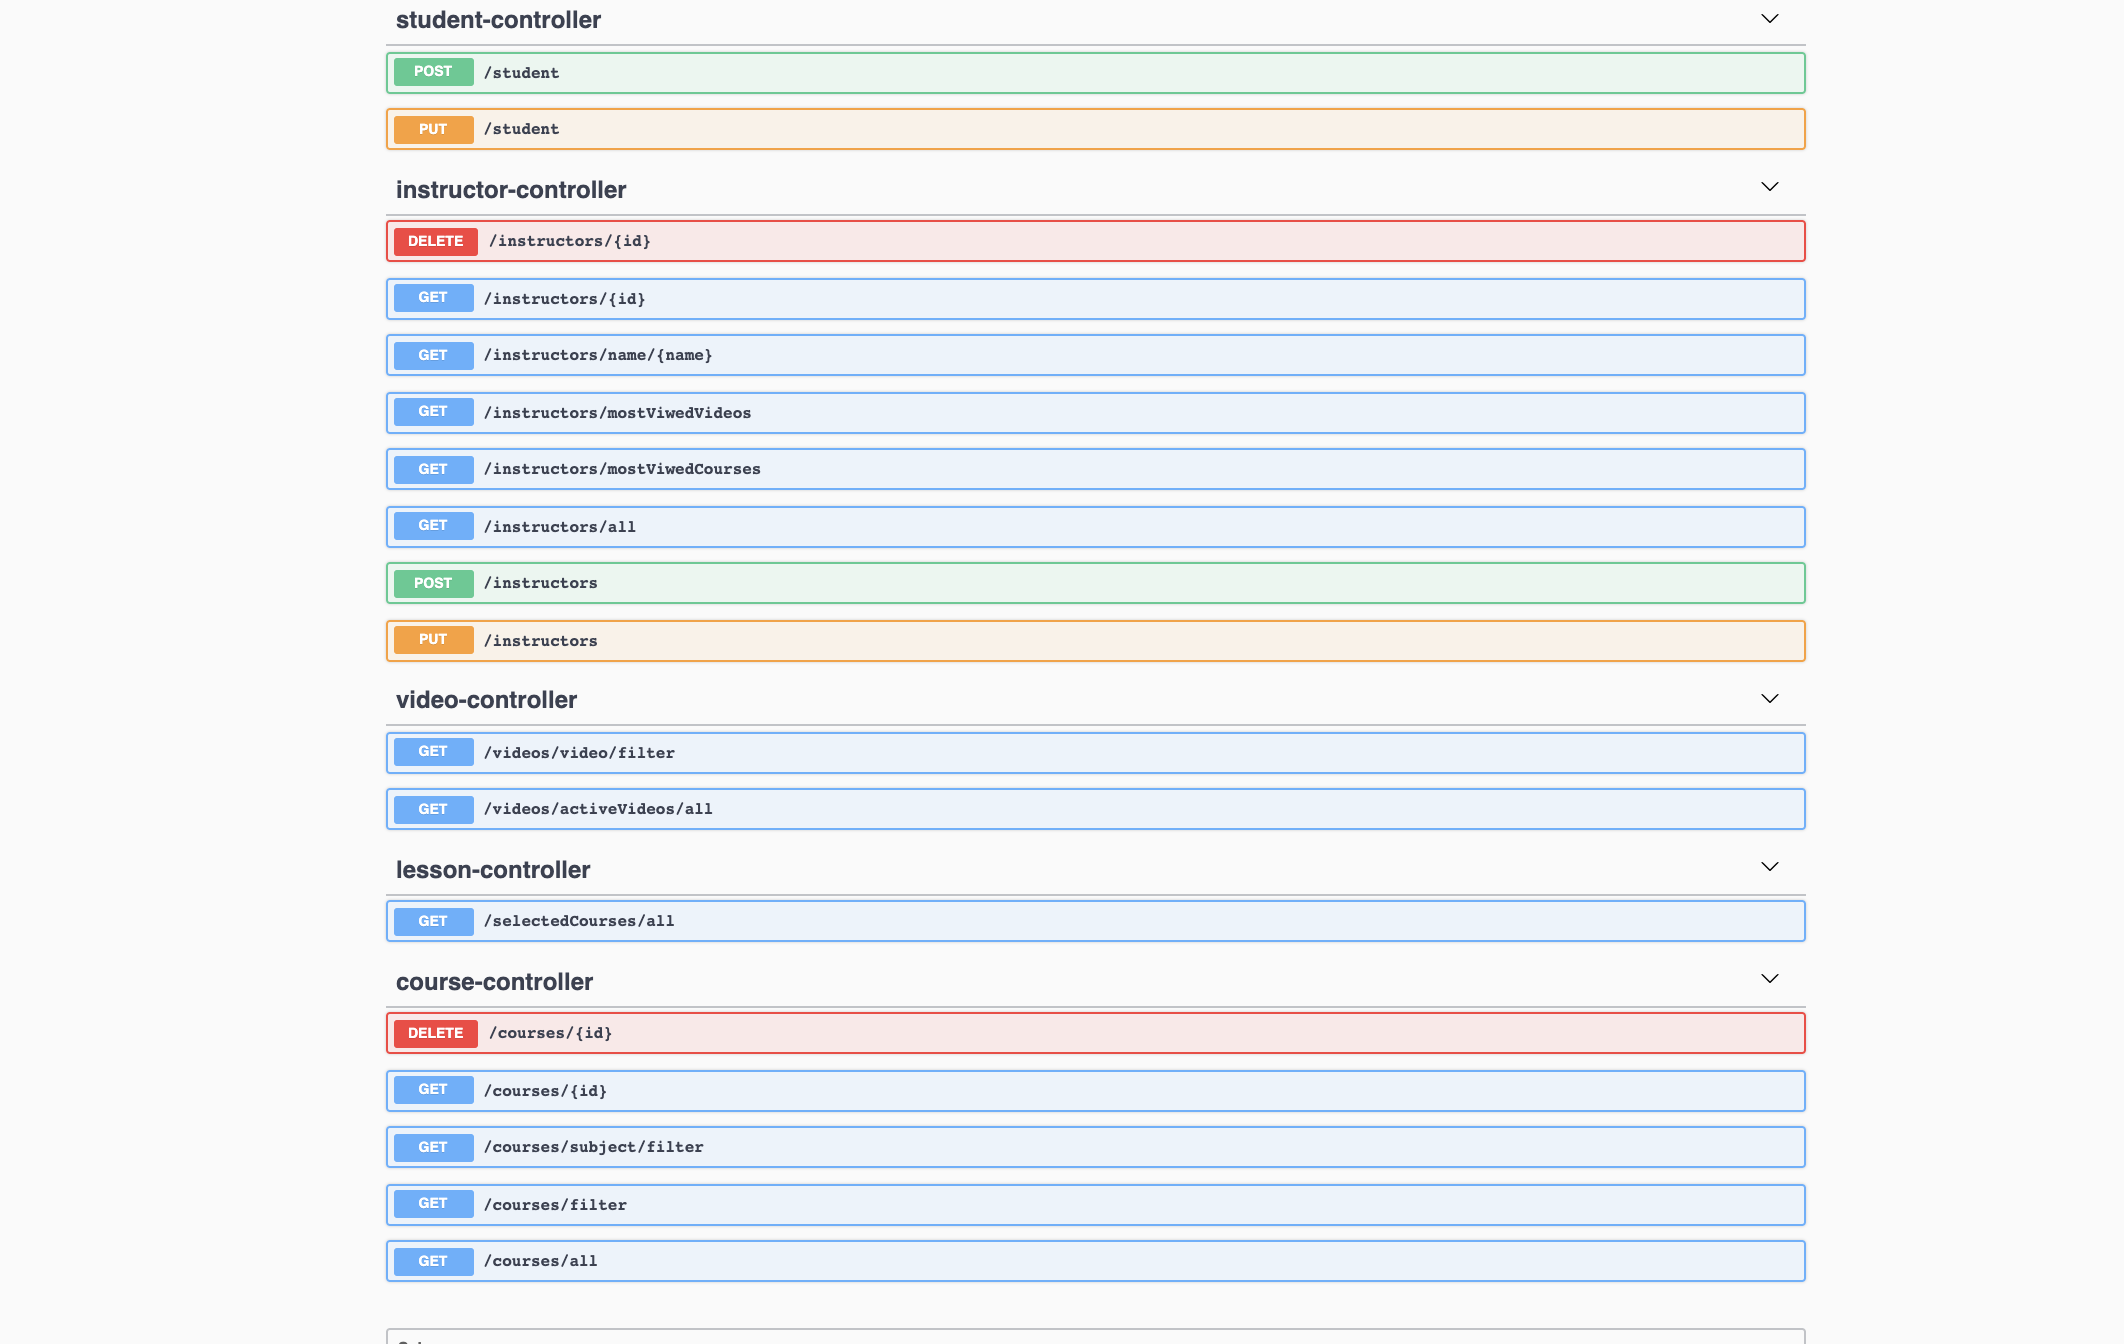 student-controller
POST /student
PUT /student
instructor-controller
DELETE /instructors/{id}
GET /instructors/{id}
GET /instructors/name/{name}
GET /instructors/mostViwedVideos
GET /instructors/mostViwedCourses
GET /instructors/all
POST /instructors
PUT /instructors
video-controller
GET /videos/video/filter
GET /videos/activeVideos/all
lesson-controller
GET /selectedCourses/all
course-controller
DELETE /courses/{id}
GET /courses/{id}
GET /courses/subject/filter
GET /courses/filter
GET /courses/all